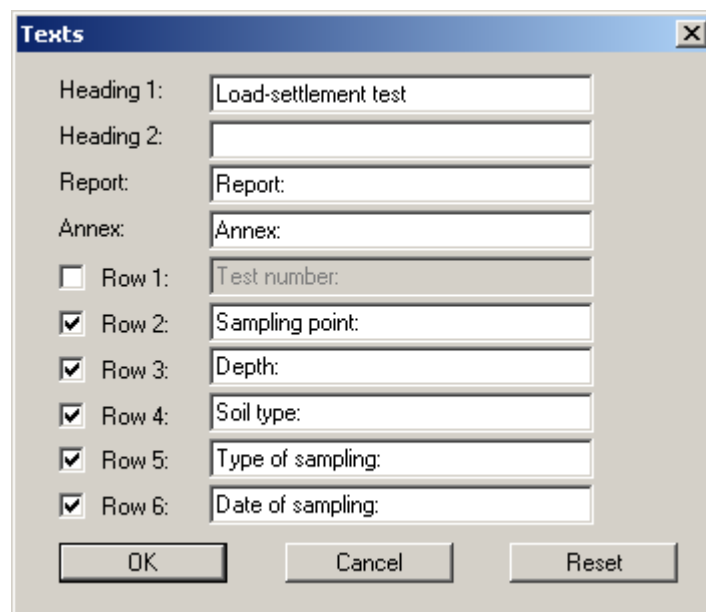 Texts
Heading 1: Load-settlement test
Heading 2:
Report: Report:
Annex: Annex:
Row 1: Test number:
Row 2: Sampling point:
Row 3: Depth:
Row 4: Soil type:
Row 5: Type of sampling:
Row 6: Date of sampling:
OK Cancel Reset